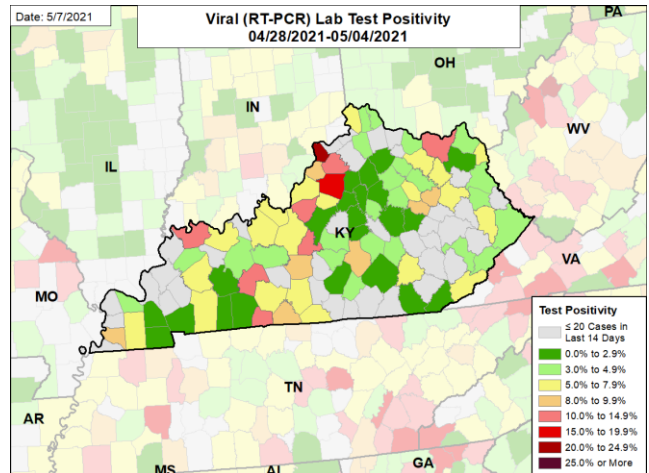 Date: 5/7/2021
Viral (RT-PCR) Lab Test Positivity
04/28/2021-05/04/2021
PA
OH
IN
WV
IL
KY
VA
MO
Test Positivity
≤ 20 Cases in
Last 14 Days
0.0% to 2.9%
3.0% to 4.9%
5.0% to 7.9%
8.0% to 9.9%
10.0% to 14.9%
15.0% to 19.9%
20.0% to 24.9%
25.0% or More
TN
AR
MS
AL
GA